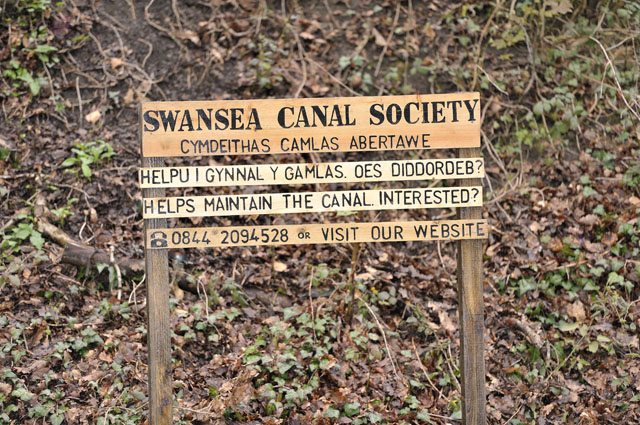 SWANSEA CANAL SOCIETY
CYMDEITHAS CAMLAS ABERTAWE
HELPU I GYNNAL Y GAMLAS. OES DIDDORDEB?
HELPS MAINTAIN THE CANAL. INTERESTED?
0844 2094528 OR VISIT OUR WEBSITE